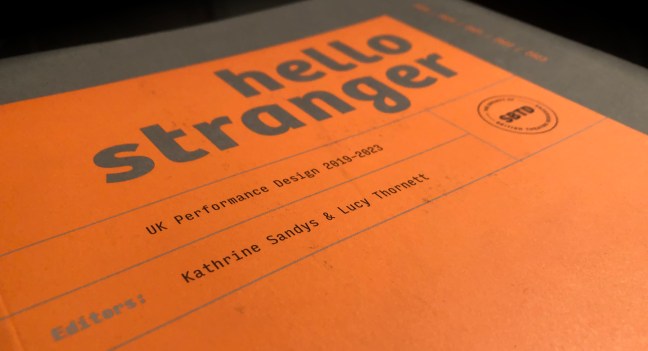 hello
stranger
SBTD
UK Performance Design 2019-2023
Kathrine Sandys & Lucy Thornett
Editors: